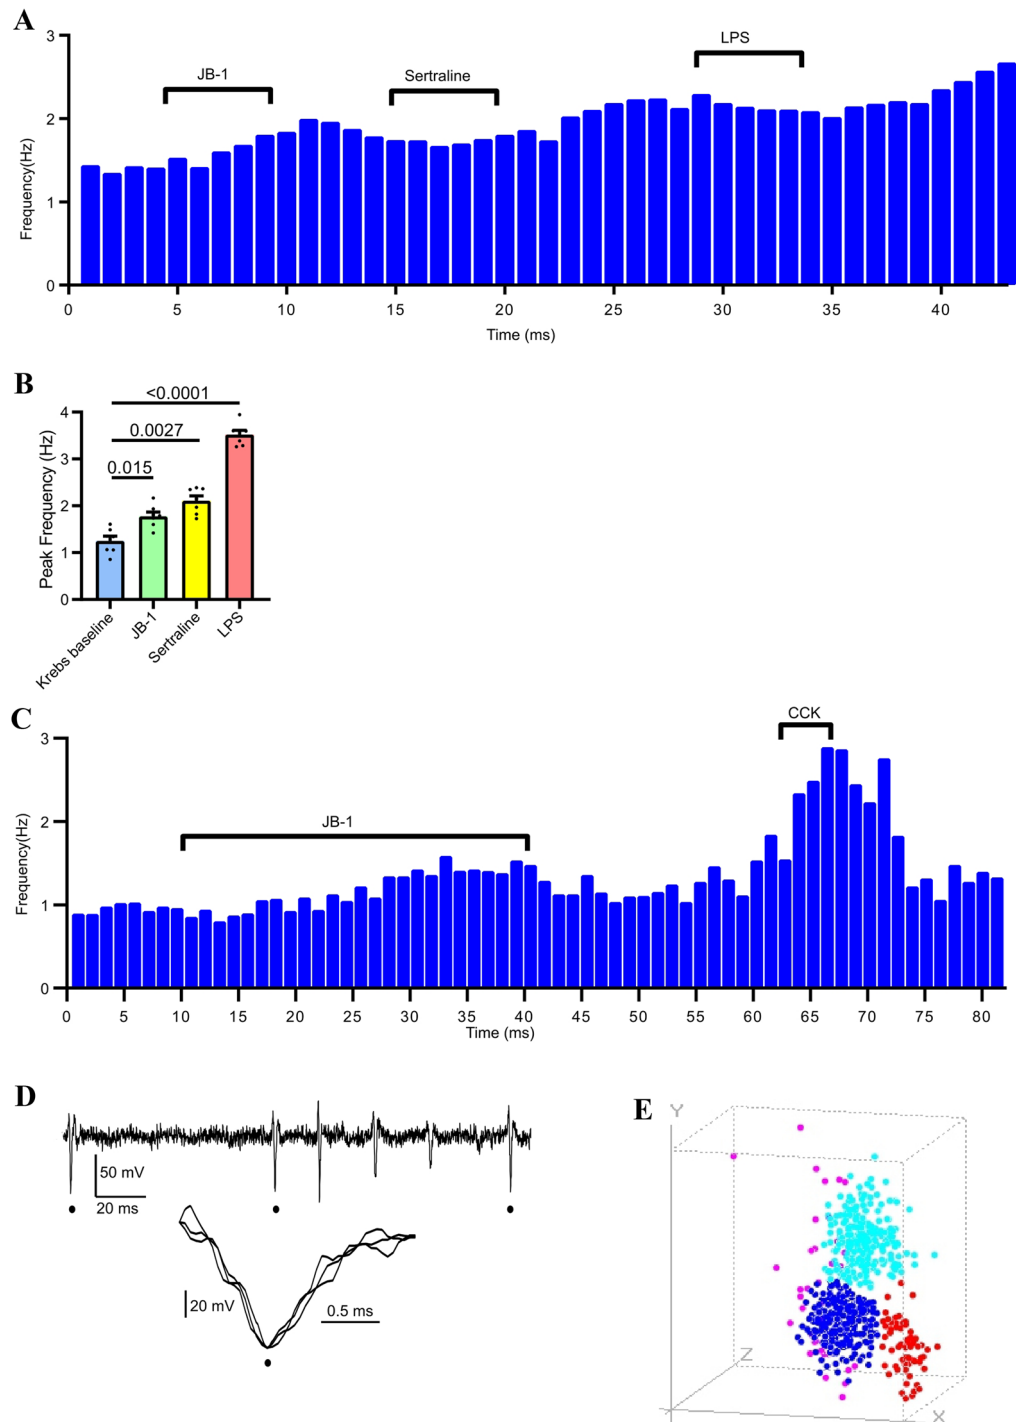 A
3
2
1
0
Frequency(Hz)
JB-1
Sertraline
LPS
0 5 10 15 20 25 30 35 40
Time (ms)
B
<0.0001
0.0027
0.015
4
3
2
1
0
Peak Frequency (Hz)
Krebs baseline
JB-1
Sertraline
LPS
C
CCK
JB-1
3
2
1
0
Frequency(Hz)
0 5 10 15 20 25 30 35 40 45 50 55 60 65 70 75 80
Time (ms)
D
50 mV
20 ms
20 mV
0.5 ms
E
Y
Z
X